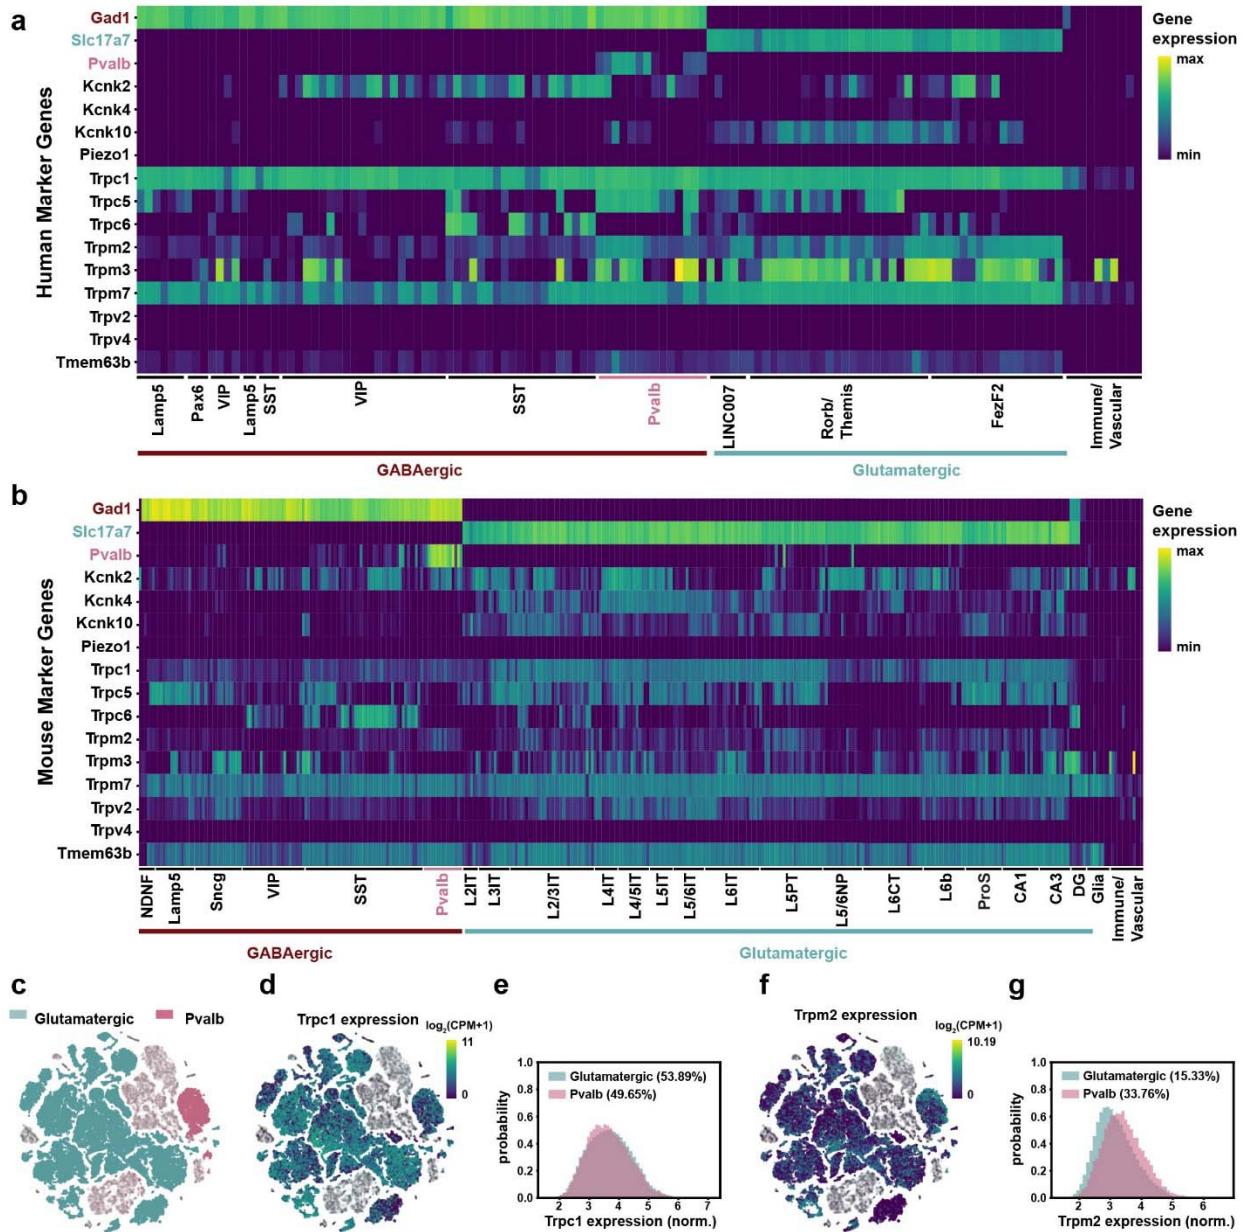 a
Human Marker Genes
Gad1
Slc17a7
Pvalb
Kcnk2
Kcnk4
Kcnk10
Piezo1
Trpc1
Trpc5
Trpc6
Trpm2
Trpm3
Trpm7
Trpv2
Trpv4
Tmem63b
Gene
expression
max
min
Lamp5
Pax6
VIP
Lamp5
SST
VIP
SST
Pvalb
LINC007
Rorb/
Themis
FezF2
Immune/
Vascular
GABAergic
Glutamatergic
b
Mouse Marker Genes
Gad1
Slc17a7
Pvalb
Kcnk2
Kcnk4
Kcnk10
Piezo1
Trpc1
Trpc5
Trpc6
Trpm2
Trpm3
Trpm7
Trpv2
Trpv4
Tmem63b
Gene
expression
max
min
NDNF
Lamp5
Sncg
VIP
SST
Pvalb
L2IT
L3IT
L2/3IT
L4IT
L4/5IT
L5IT
L5/6IT
L6IT
L5PT
L5/6NP
L6CT
L6b
ProS
CA1
CA3
DG
Glia
Immune/
Vascular
GABAergic
Glutamatergic
c
Glutamatergic
Pvalb
d
Trpc1 expression
log2(CPM+1)
11
0
e
probability
1.0
0.8
0.6
0.4
0.2
0.0
Glutamatergic (53.89%)
Pvalb (49.65%)
2 3 4 5 6 7
Trpc1 expression (norm.)
f
Trpm2 expression
log2(CPM+1)
10.19
0
g
probability
1.0
0.8
0.6
0.4
0.2
0.0
Glutamatergic (15.33%)
Pvalb (33.76%)
2 3 4 5 6
Trpm2 expression (norm.)